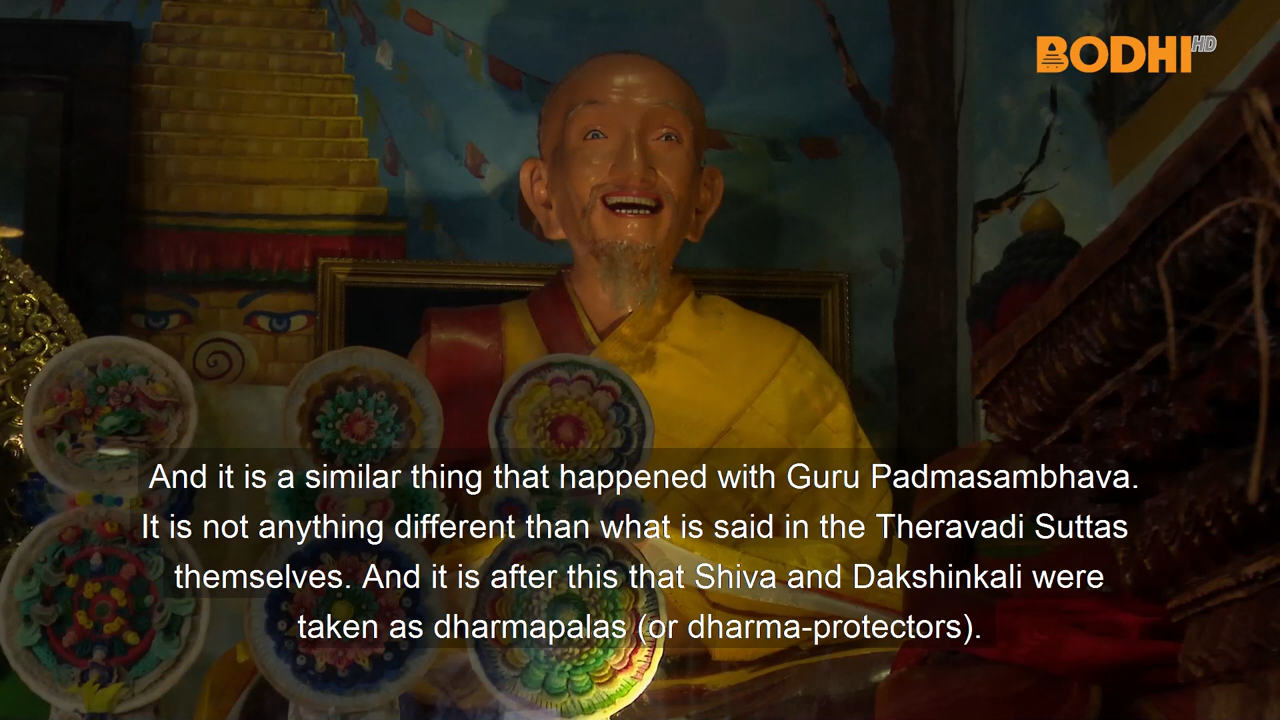 BODHI HD
And it is a similar thing that happened with Guru Padmasambhava.
It is not anything different than what is said in the Theravadi Suttas
themselves. And it is after this that Shiva and Dakshinkali were
taken as dharmapalas (or dharma-protectors).